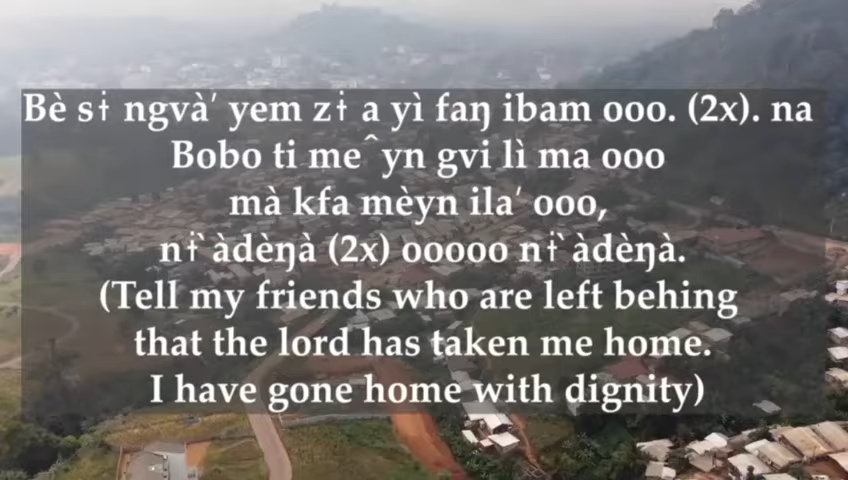 Bè sɨ ngvà' yem zɨ a yì faŋ ibam ooo. (2x). na
Bobo ti meˆyn gvi lì ma ooo
mà kfa mèyn ila' ooo,
nɨ̀ àdèŋà (2x) ooooo nɨ̀ àdèŋà.
(Tell my friends who are left behing
that the lord has taken me home.
I have gone home with dignity)